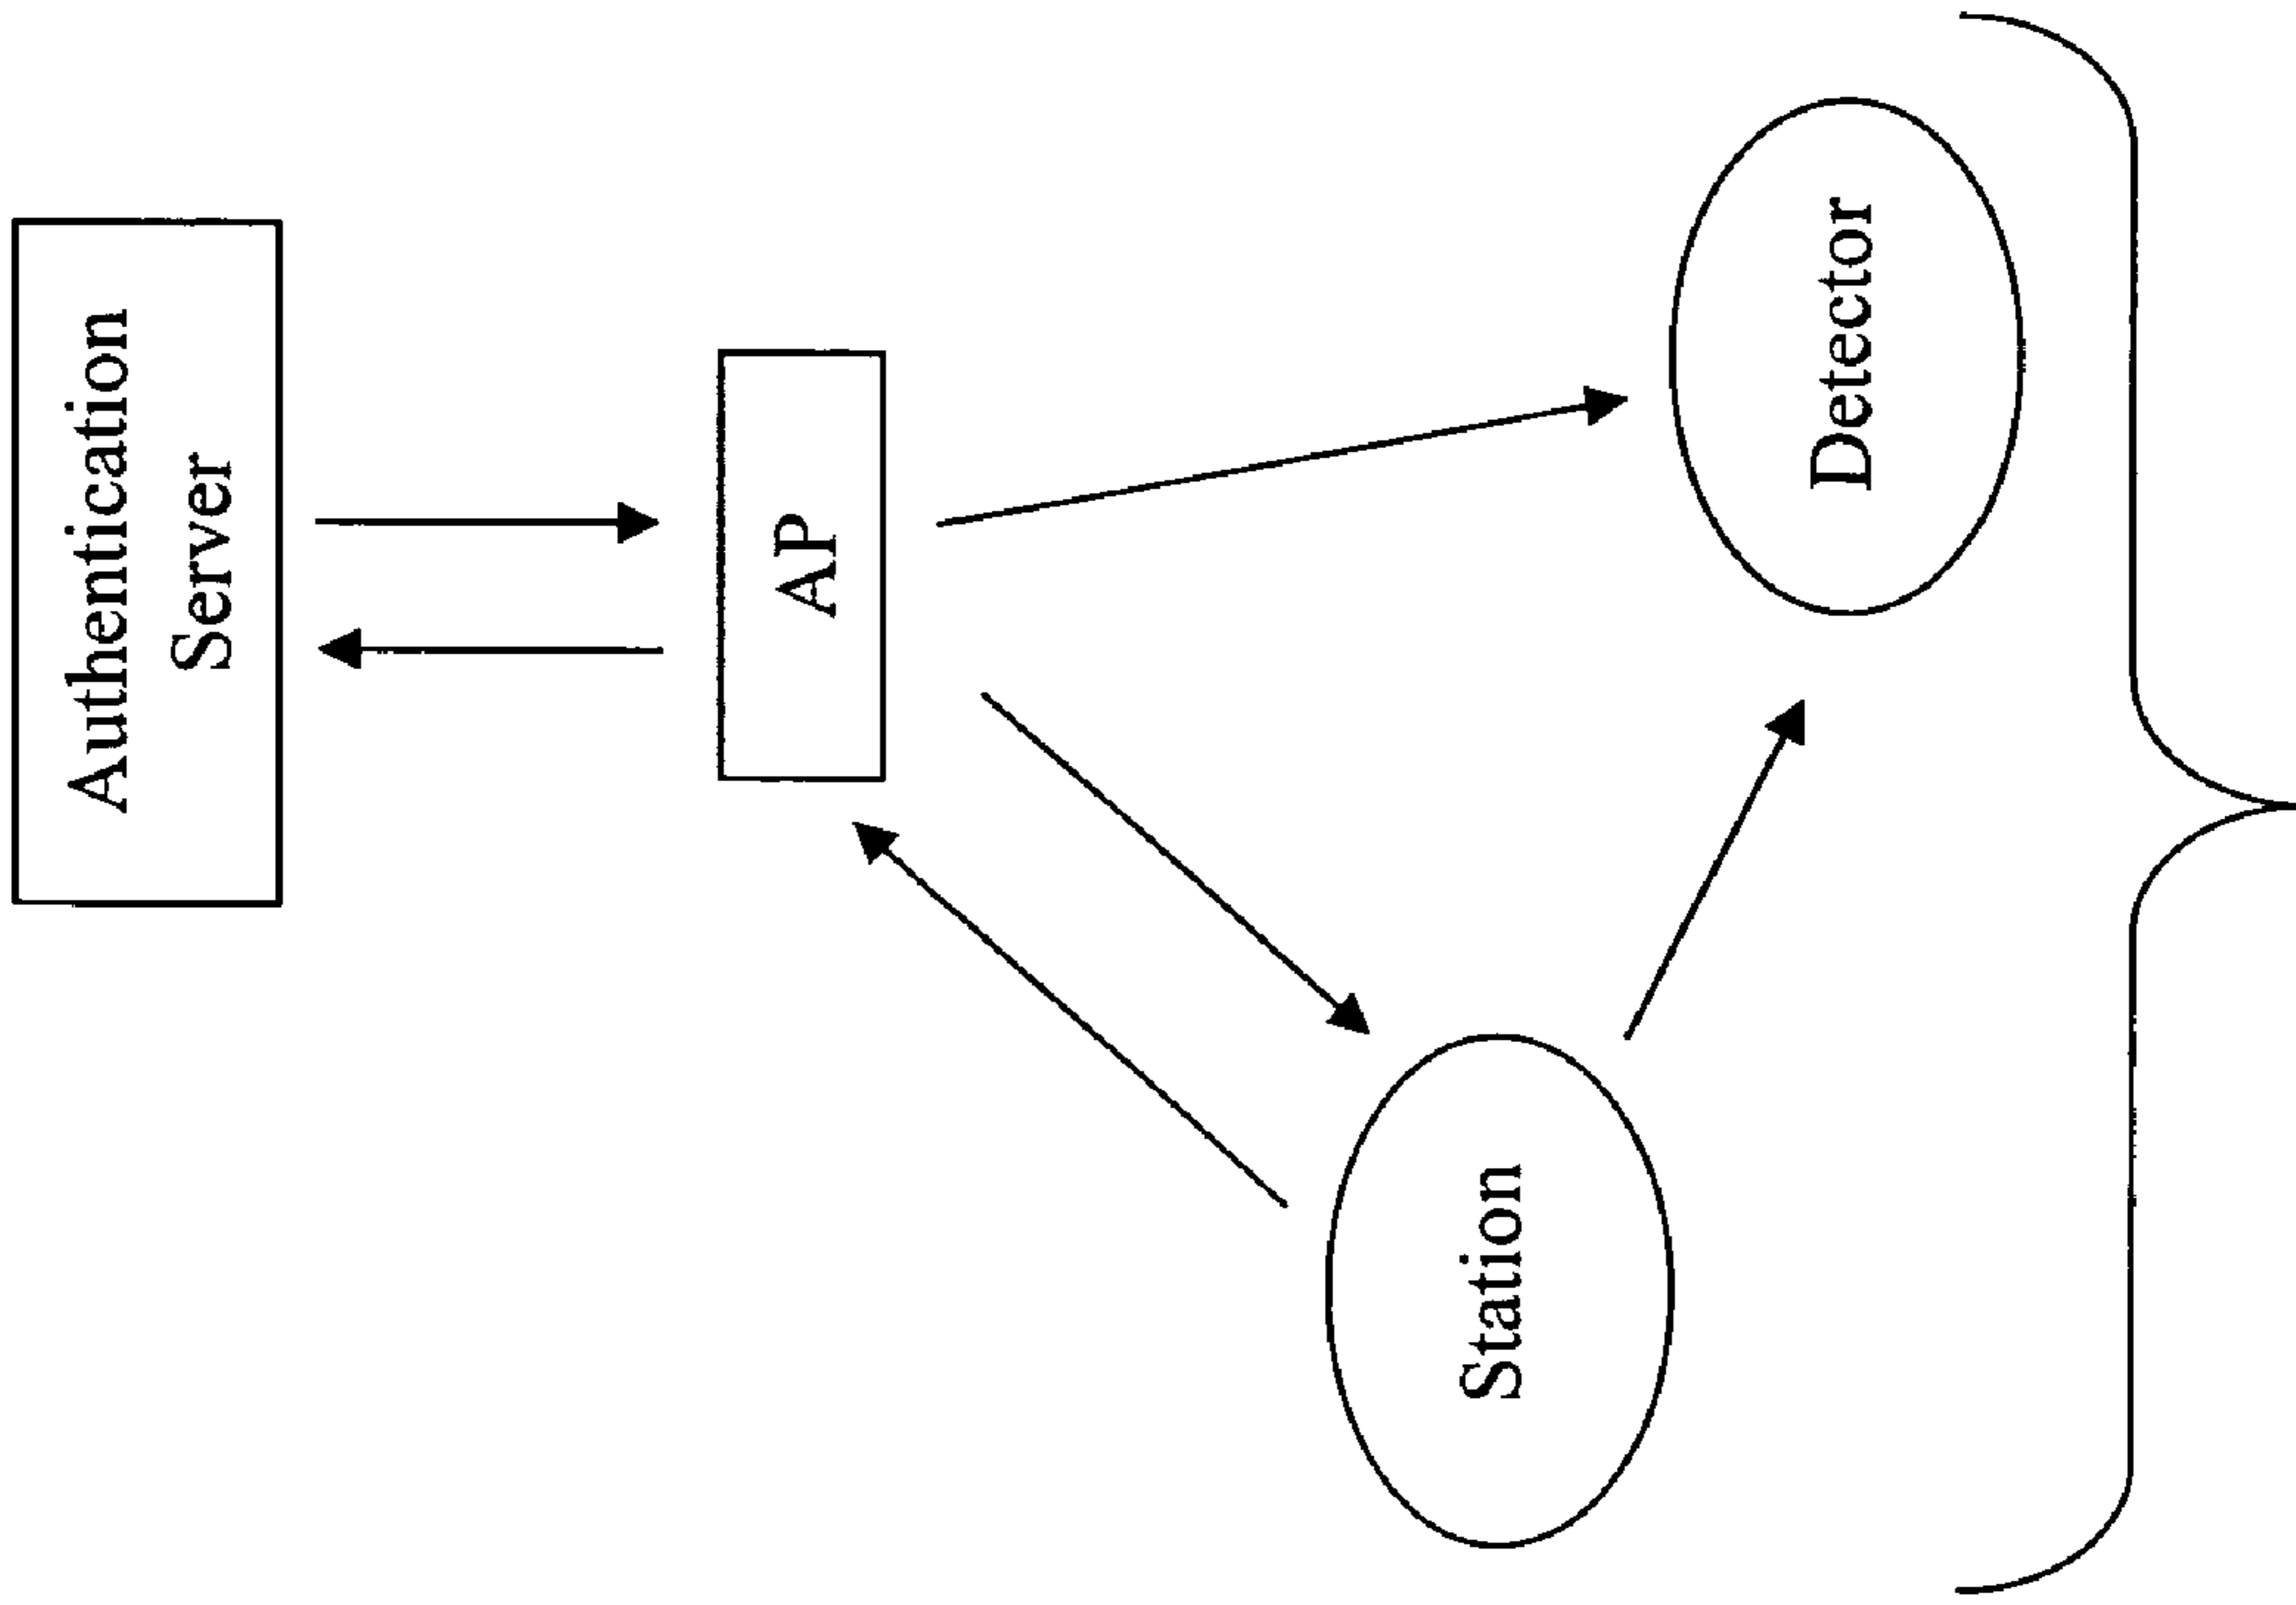 Authentication
Server
AP
Detector
Station